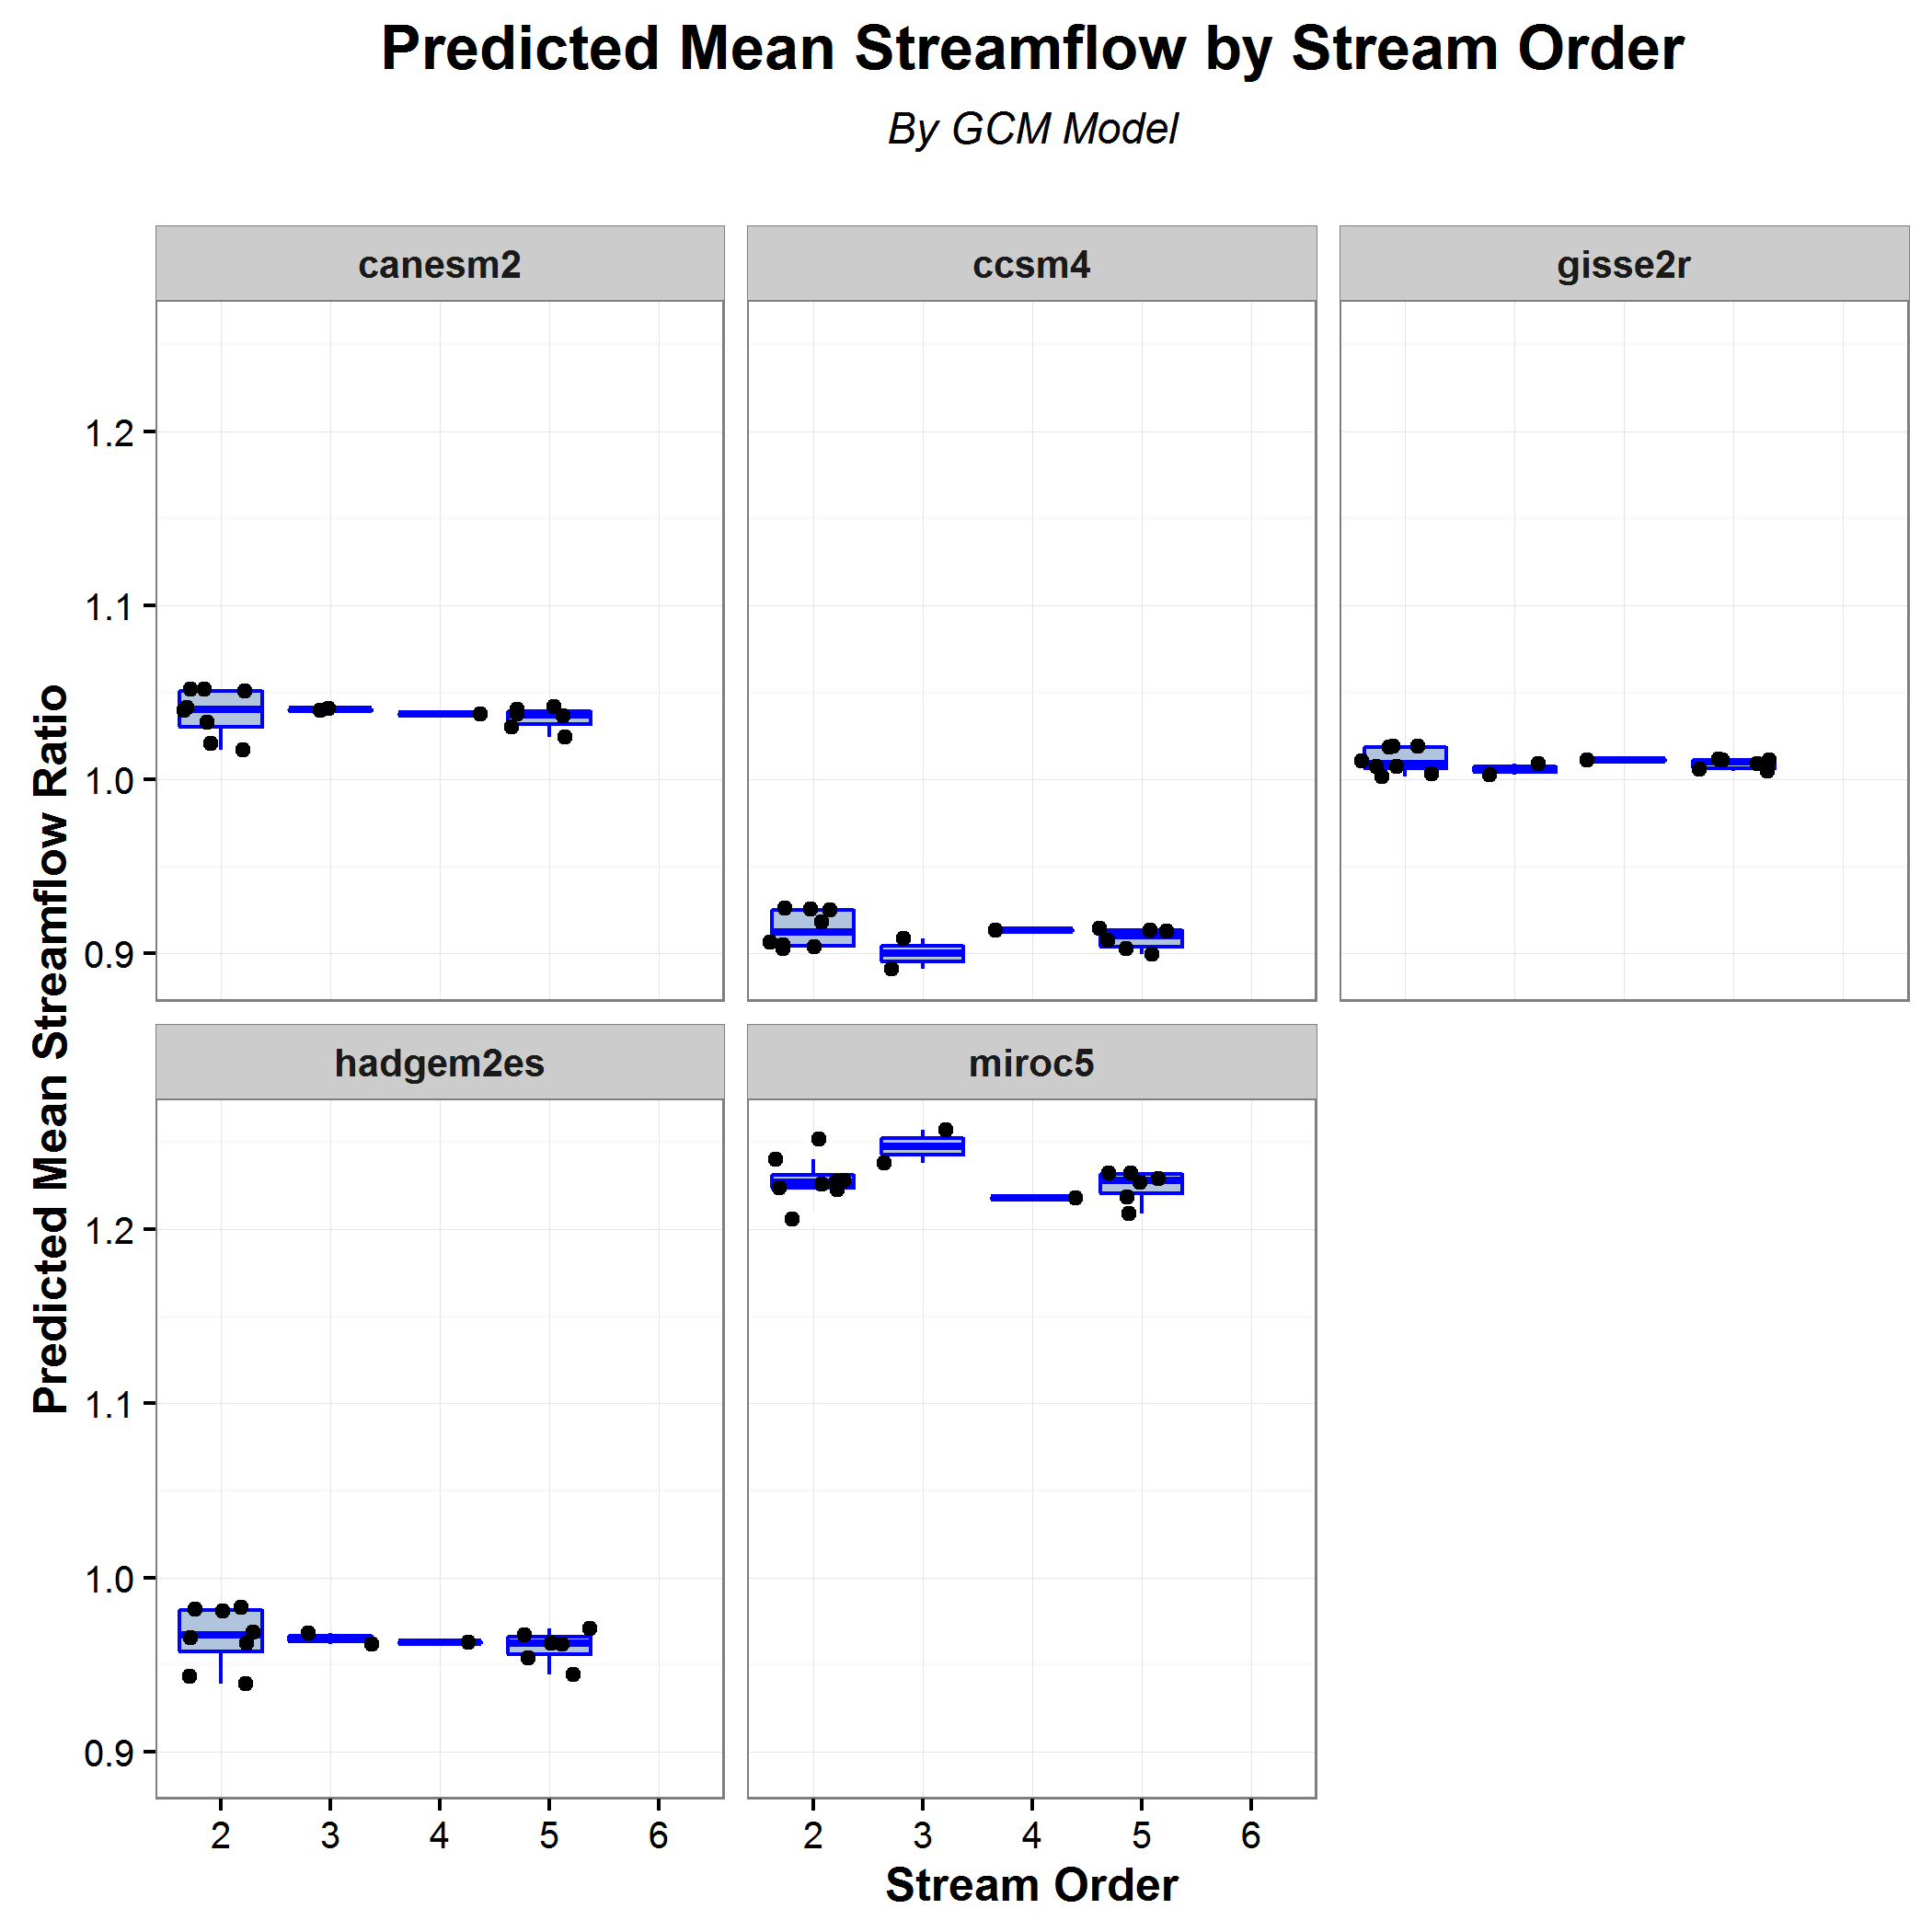 Predicted Mean Streamflow by Stream Order
By GCM Model
canesm2
ccsm4
gisse2r
1.2
1.1
1.0
0.9
Predicted Mean Streamflow Ratio
hadgem2es
miroc5
1.2
1.1
1.0
0.9
2 3 4 5 6
2 3 4 5 6
Stream Order